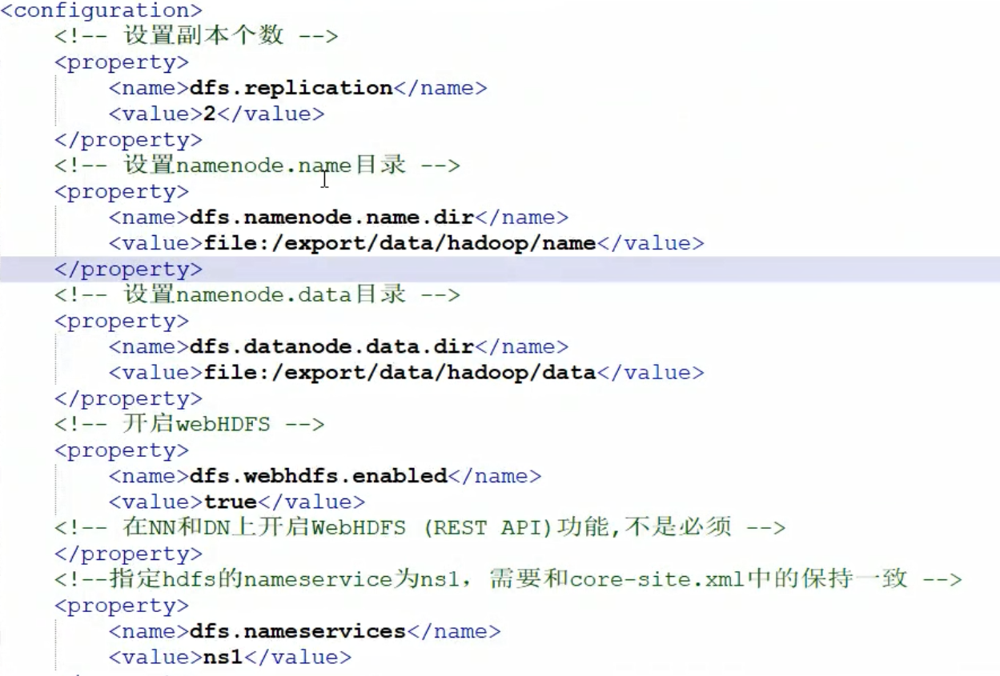 <configuration>
<!-- 设置副本个数 -->
<property>
<name>dfs.replication</name>
<value>2</value>
</property>
<!-- 设置namenode.name目录 -->
<property>
<name>dfs.namenode.name.dir</name>
<value>file:/export/data/hadoop/name</value>
</property>
<!-- 设置namenode.data目录 -->
<property>
<name>dfs.datanode.data.dir</name>
<value>file:/export/data/hadoop/data</value>
</property>
<!-- 开启webHDFS -->
<property>
<name>dfs.webhdfs.enabled</name>
<value>true</value>
<!-- 在NN和DN上开启WebHDFS (REST API)功能,不是必须 -->
</property>
<!--指定hdfs的nameservice为ns1，需要和core-site.xml中的保持一致 -->
<property>
<name>dfs.nameservices</name>
<value>ns1</value>